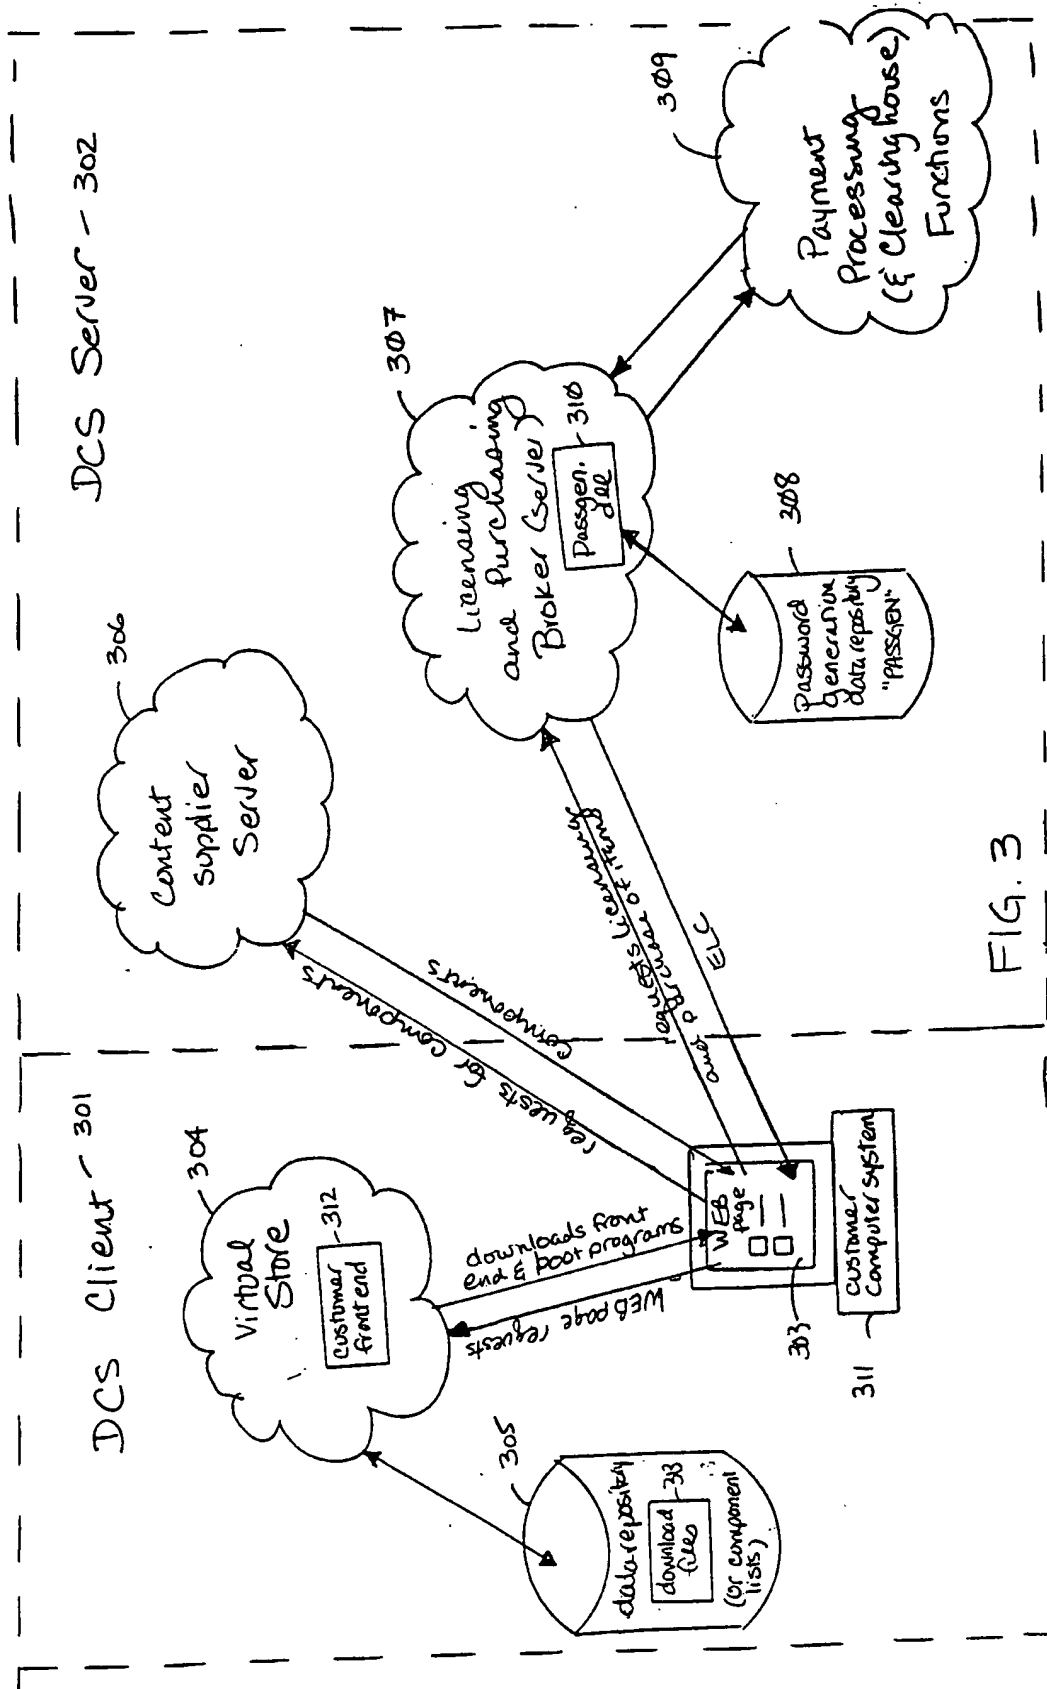 DCS Client - 301
DCS Server - 302
304
Virtual
Store
312
Customer
front end
305
data repository
313
download
files
(or component
lists)
downloads front
end & boot programs
WEB page requests
WEB
page
303
311
customer
Computer system
requests for components
components
306
Content
Supplier
Server
requests licensing
and purchase of items
ELC
307
Licensing
and Purchasing
Broker (server)
310
Passgen.
dll
308
Password
generation
data repository
"PASSGEN"
309
Payment
Processing
(& Clearinghouse)
Functions
FIG. 3